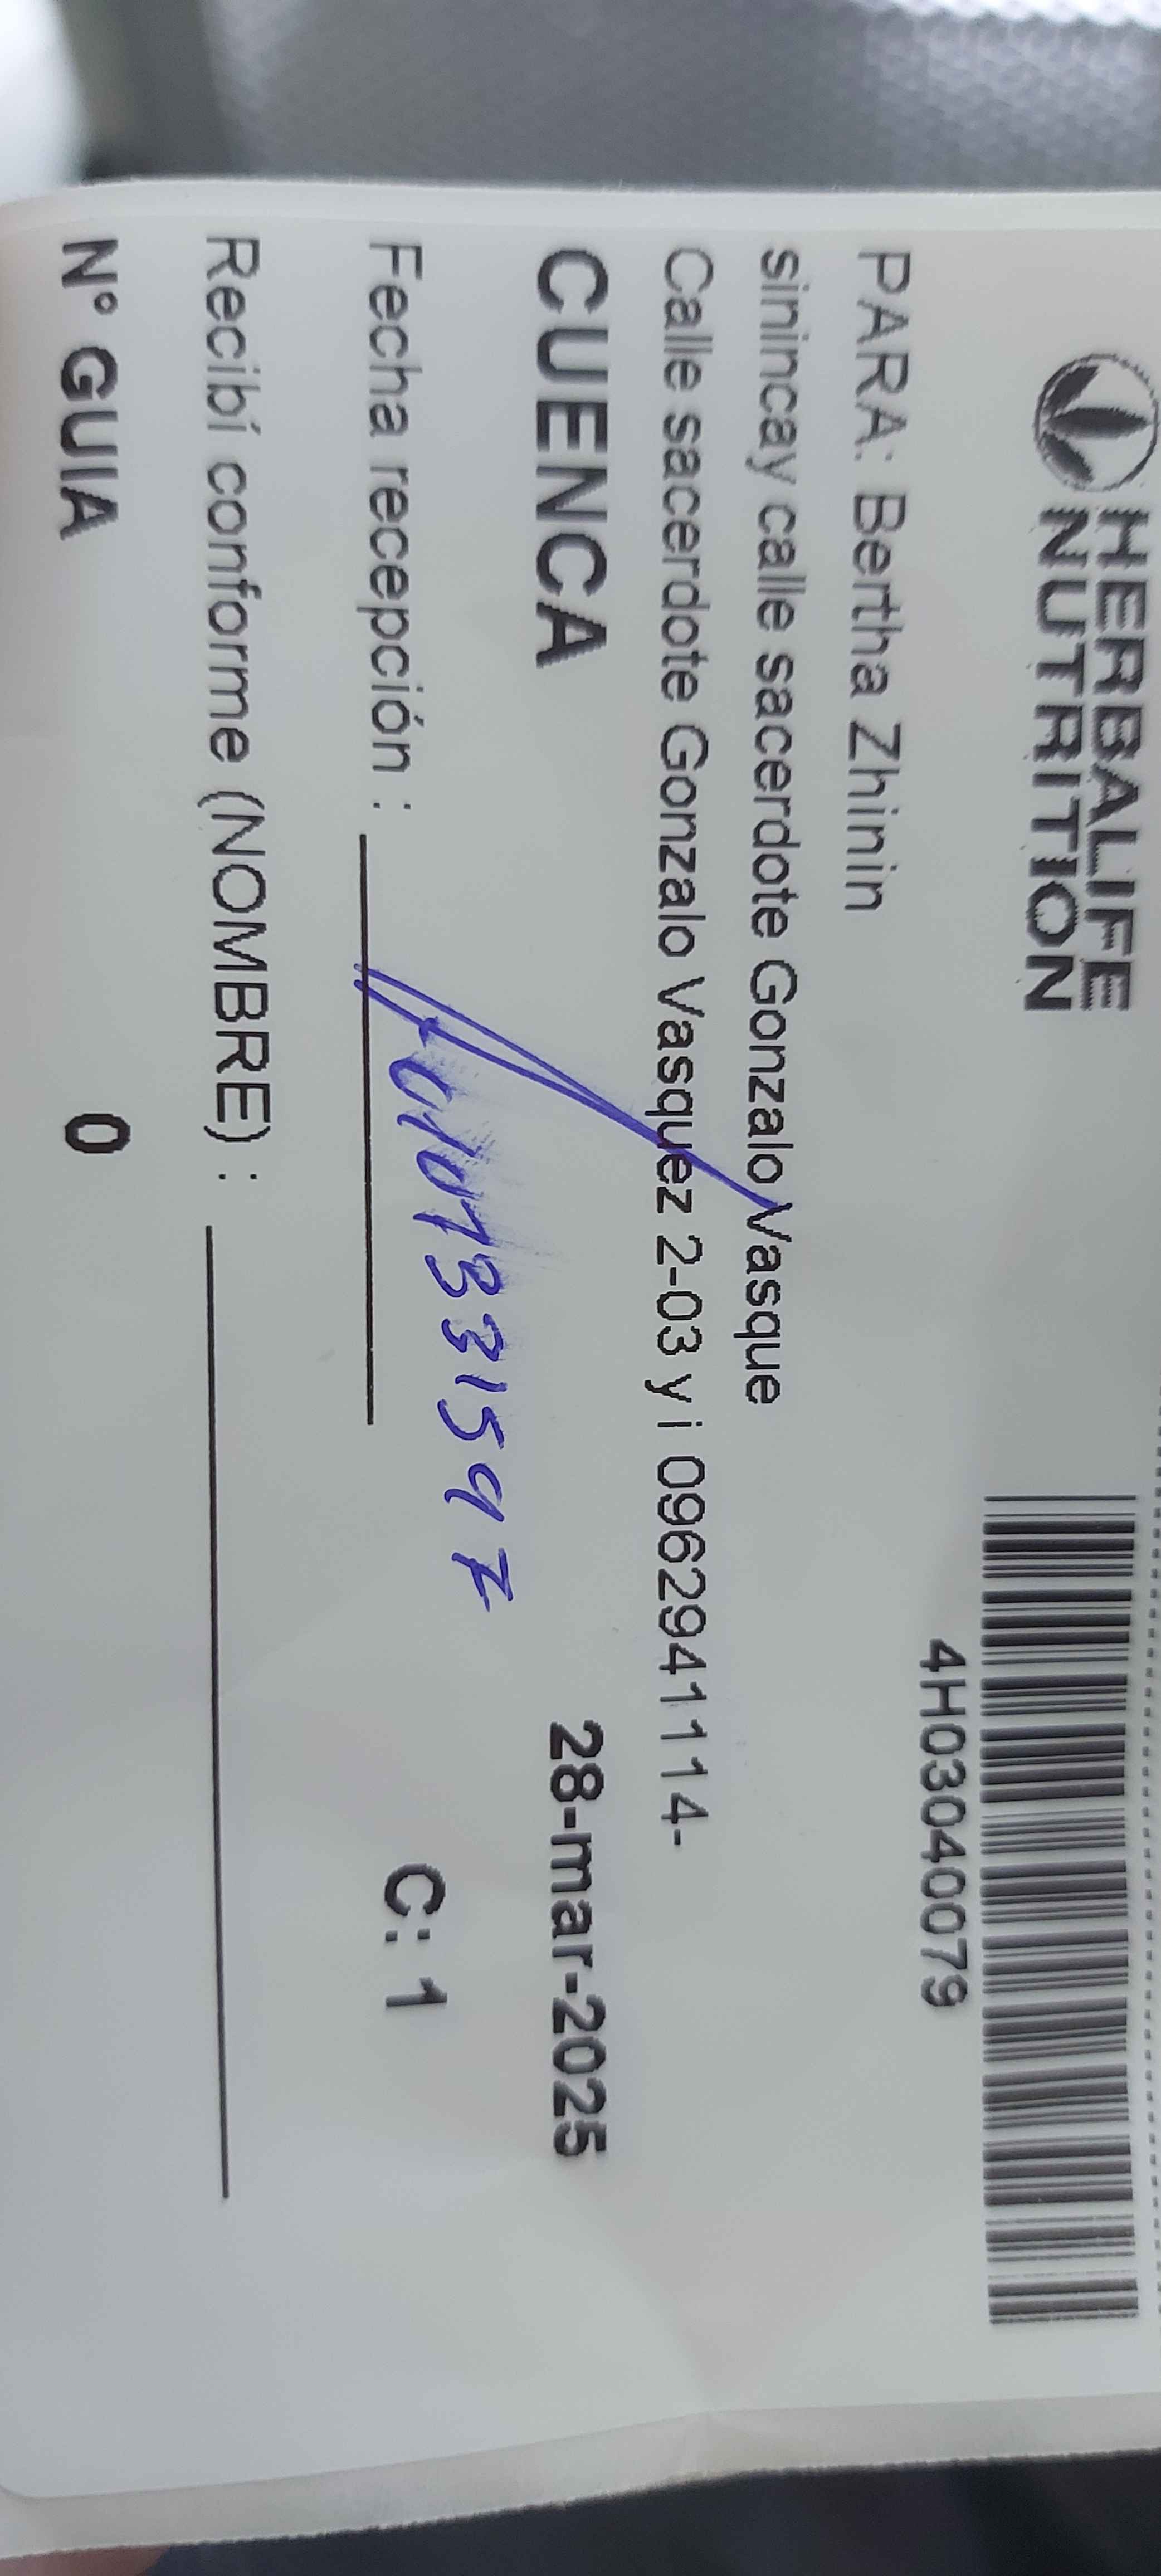 HERBALIFE
NUTRITION
4H03040079
PARA: Bertha Zhinin
sinincay calle sacerdote Gonzalo Vasque
Calle sacerdote Gonzalo Vasquez 2-03 y i 0962941114-
CUENCA 28-mar-2025
Fecha recepción : C: 1
Recibí conforme (NOMBRE) :
N° GUIA 0